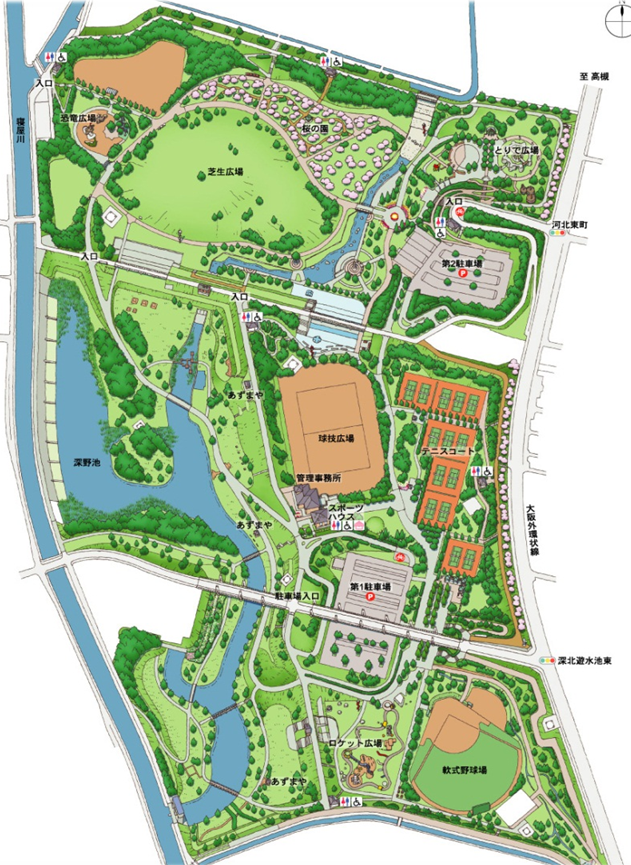 至 高槻
入口
恐竜広場
寝屋川
桜の園
とりで広場
芝生広場
入口
河北東町
入口
第2駐車場
P
入口
あずまや
球技広場
テニスコート
深野池
管理事務所
スポーツ
ハウス
あずまや
大阪外環状線
第1駐車場
P
駐車場入口
深北遊水池東
ロケット広場
軟式野球場
あずまや